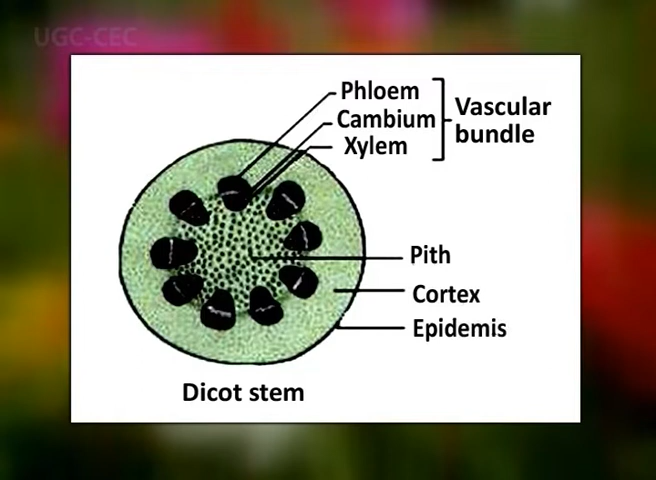 UGC-CEC
Phloem
Cambium
Xylem
Vascular
bundle
Pith
Cortex
Epidemis
Dicot stem